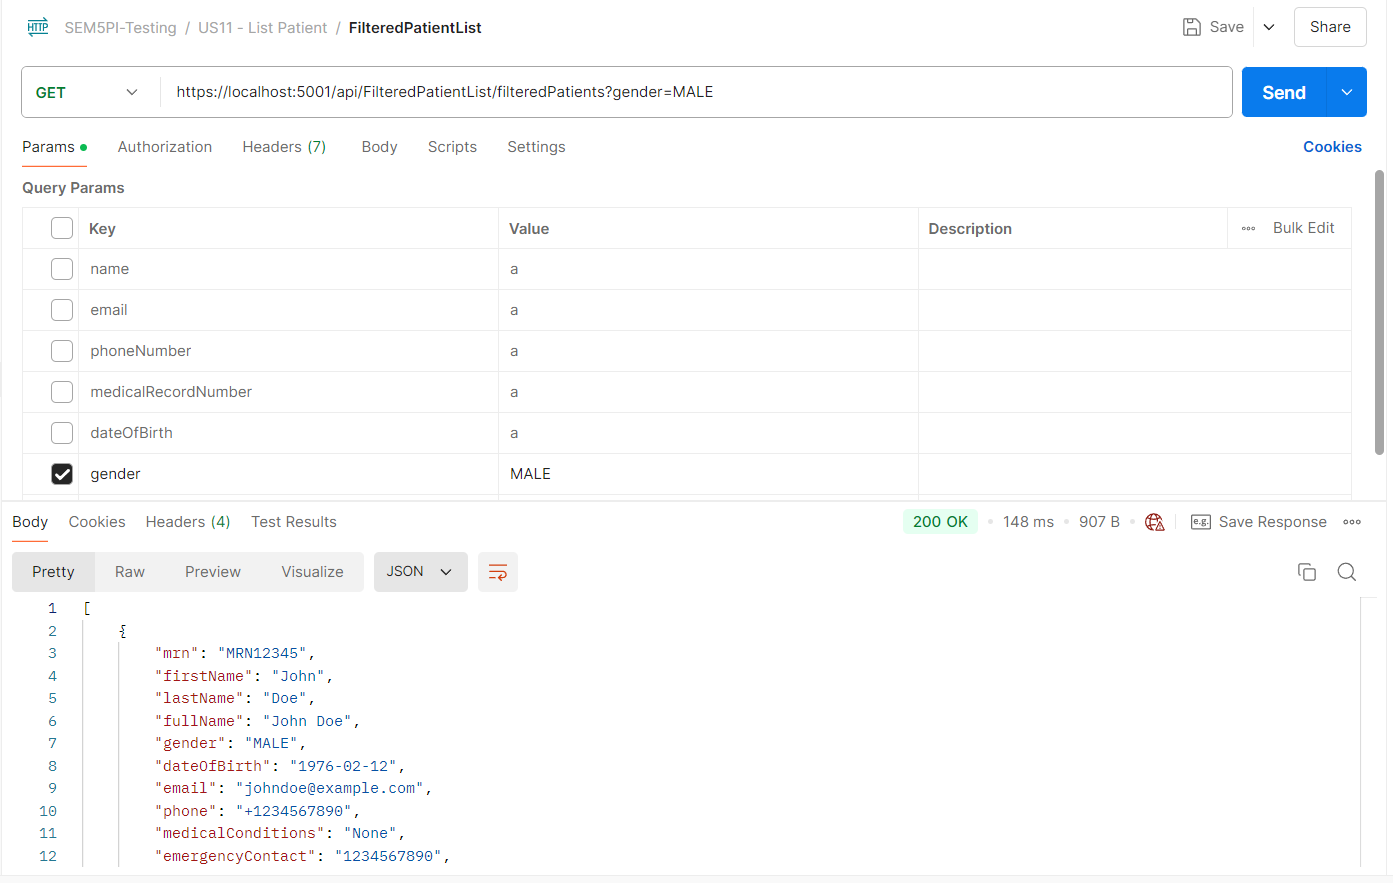 HTTP SEM5PI-Testing / US11 - List Patient / FilteredPatientList Save Share
GET https://localhost:5001/api/FilteredPatientList/filteredPatients?gender=MALE Send
Params Authorization Headers (7) Body Scripts Settings Cookies
Query Params
Key Value Description Bulk Edit
name a
email a
phoneNumber a
medicalRecordNumber a
dateOfBirth a
gender MALE
Body Cookies Headers (4) Test Results 200 OK 148 ms 907 B e.g. Save Response
Pretty Raw Preview Visualize JSON
1 [
2 {
3 "mrn": "MRN12345",
4 "firstName": "John",
5 "lastName": "Doe",
6 "fullName": "John Doe",
7 "gender": "MALE",
8 "dateOfBirth": "1976-02-12",
9 "email": "johndoe@example.com",
10 "phone": "+1234567890",
11 "medicalConditions": "None",
12 "emergencyContact": "1234567890",